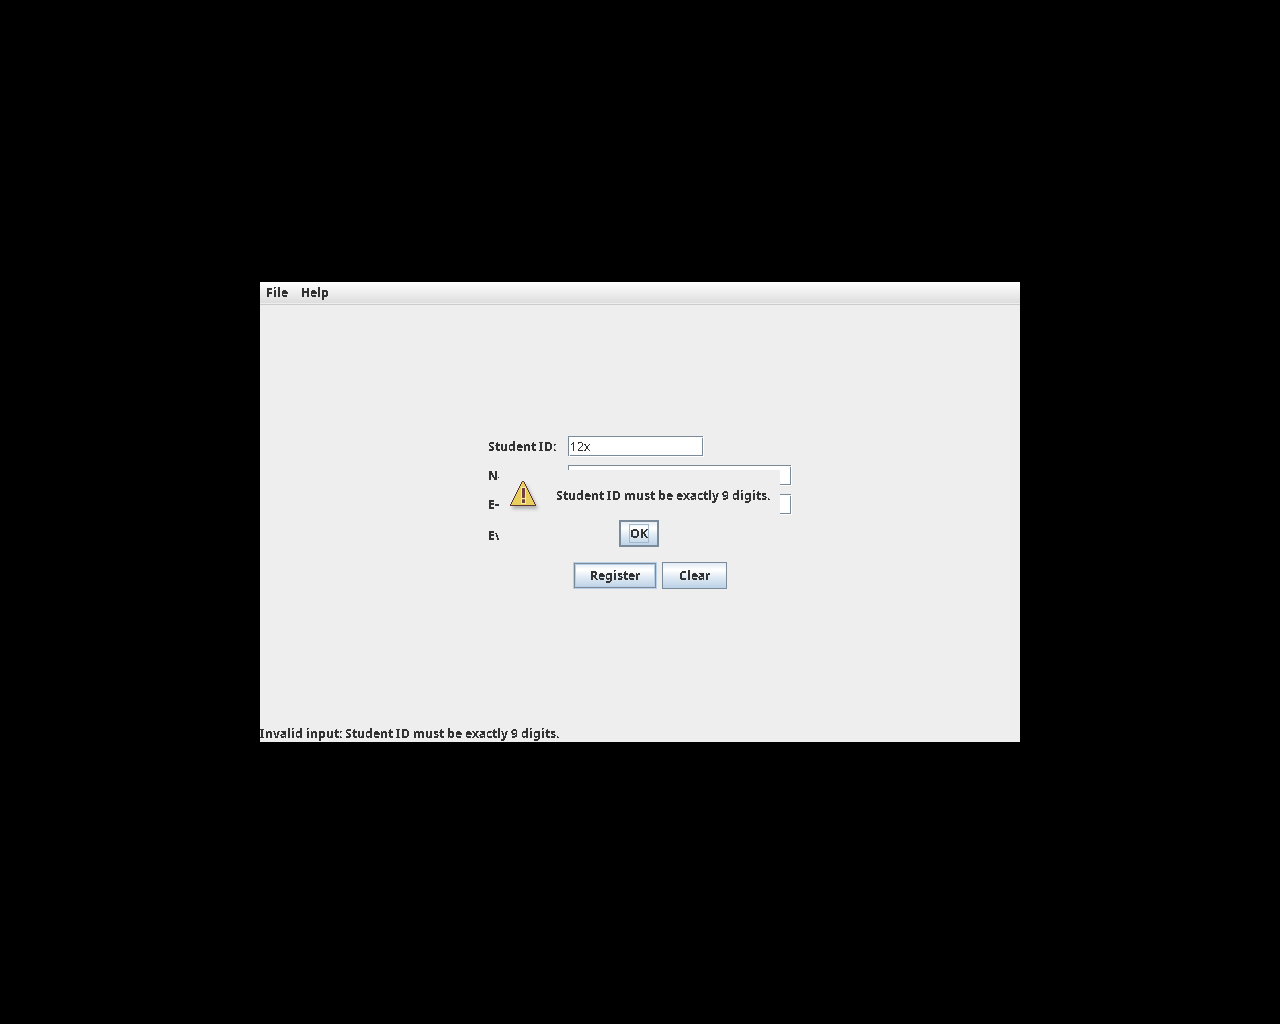 File Help
Student ID: 12x
Student ID must be exactly 9 digits.
OK
Register Clear
Invalid input: Student ID must be exactly 9 digits.